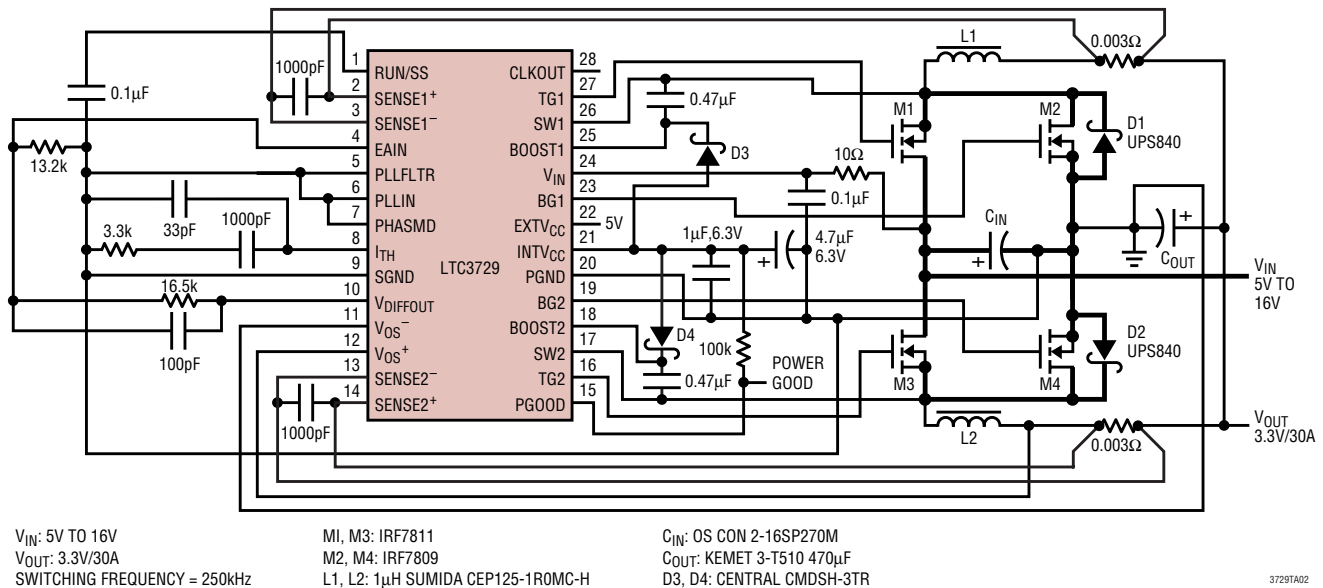 L1
0.003Ω
1000pF
0.1µF
13.2k
33pF
1000pF
3.3k
16.5k
100pF
1000pF
1 RUN/SS
2 SENSE1+
3 SENSE1–
4 EAIN
5 PLLFLTR
6 PLLIN
7 PHASMD
8 ITH
9 SGND
10 VDIFFOUT
11 VOS–
12 VOS+
13 SENSE2–
14 SENSE2+
LTC3729
CLKOUT 28
TG1 27
SW1 26
BOOST1 25
VIN 24
BG1 23
EXTVCC 22
INTVCC 21
PGND 20
BG2 19
BOOST2 18
SW2 17
TG2 16
PGOOD 15
0.47µF
D3
10Ω
0.1µF
5V
1µF,6.3V
4.7µF
6.3V
D4
100k
0.47µF
POWER
GOOD
M1
M2
D1
UPS840
CIN
COUT
VIN
5V TO
16V
M3
M4
D2
UPS840
L2
0.003Ω
VOUT
3.3V/30A
VIN: 5V TO 16V
VOUT: 3.3V/30A
SWITCHING FREQUENCY = 250kHz
MI, M3: IRF7811
M2, M4: IRF7809
L1, L2: 1µH SUMIDA CEP125-1R0MC-H
CIN: OS CON 2-16SP270M
COUT: KEMET 3-T510 470µF
D3, D4: CENTRAL CMDSH-3TR
3729TA02